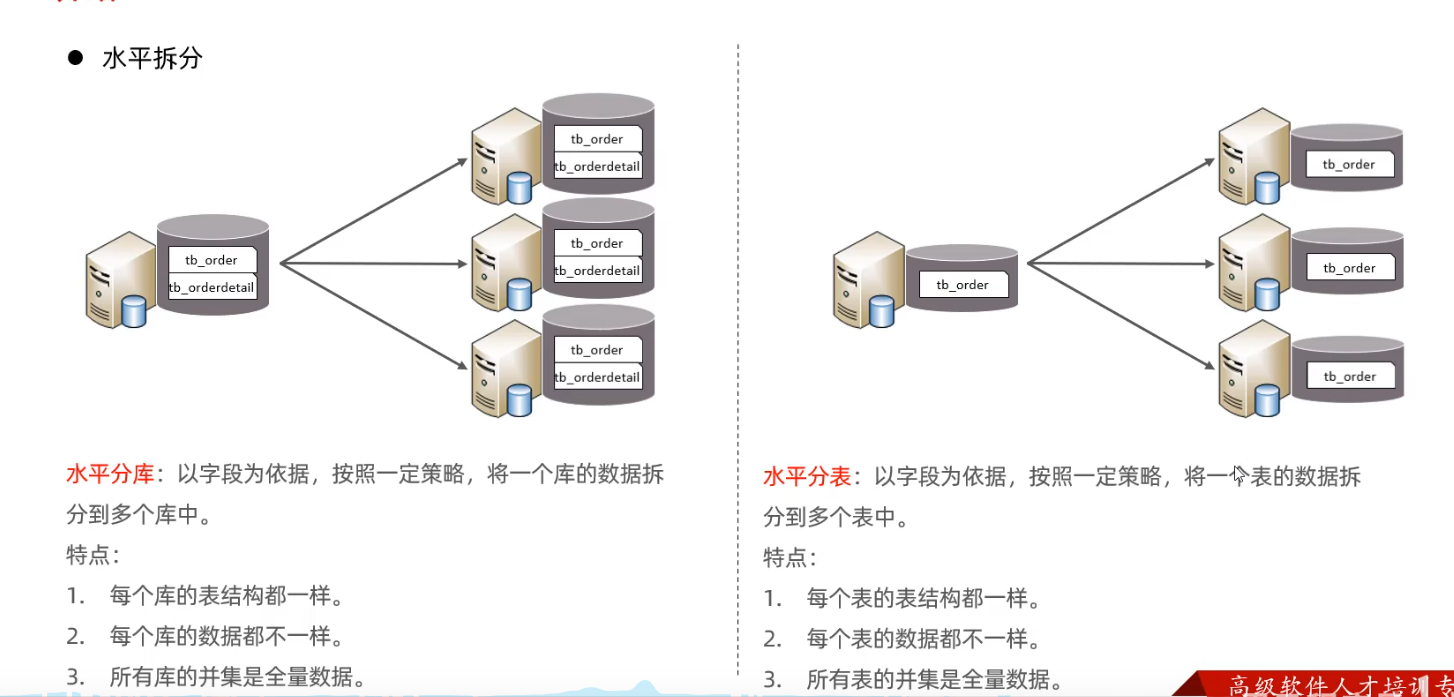 水平拆分
tb_order
tb_orderdetail
tb_order
tb_orderdetail
tb_order
tb_orderdetail
tb_order
tb_orderdetail
水平分库：以字段为依据，按照一定策略，将一个库的数据拆
分到多个库中。
特点：
1. 每个库的表结构都一样。
2. 每个库的数据都不一样。
3. 所有库的并集是全量数据。
tb_order
tb_order
tb_order
tb_order
水平分表：以字段为依据，按照一定策略，将一个表的数据拆
分到多个表中。
特点：
1. 每个表的表结构都一样。
2. 每个表的数据都不一样。
3. 所有表的并集是全量数据。
高级软件人才培训专